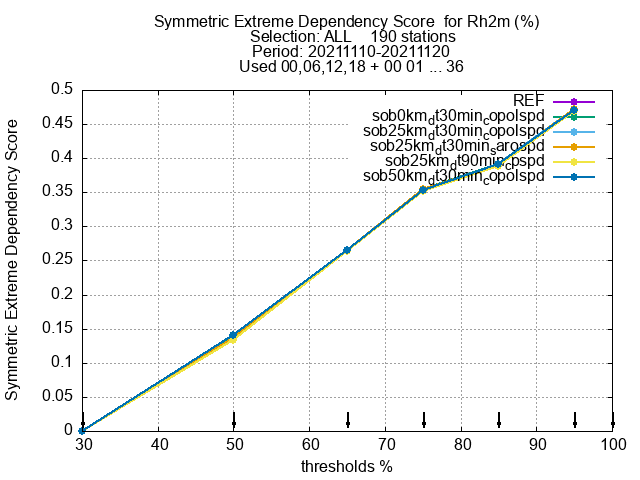 Symmetric Extreme Dependency Score for Rh2m (%)
Selection: ALL 190 stations
Period: 20211110-20211120
Used 00,06,12,18 + 00 01 ... 36
REF
sob0km_dt30min_copolspd
sob25km_dt30min_copolspd
sob25km_dt30min_sarospd
sob25km_dt90min_cpspd
sob50km_dt30min_copolspd
Symmetric Extreme Dependency Score
0.5
0.45
0.4
0.35
0.3
0.25
0.2
0.15
0.1
0.05
0
30 40 50 60 70 80 90 100
thresholds %